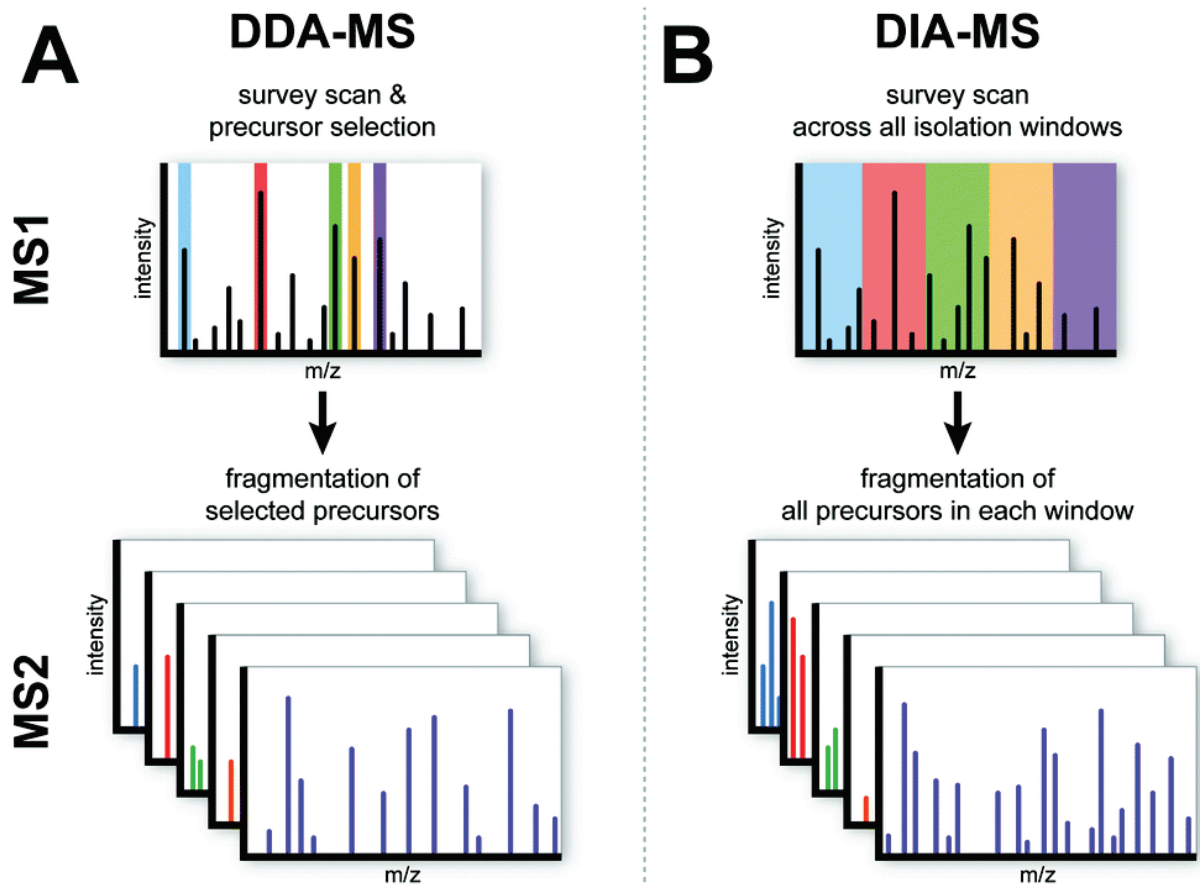 A
DDA-MS
survey scan &
precursor selection
MS1
intensity
m/z
fragmentation of
selected precursors
MS2
intensity
m/z
B
DIA-MS
survey scan
across all isolation windows
intensity
m/z
fragmentation of
all precursors in each window
intensity
m/z